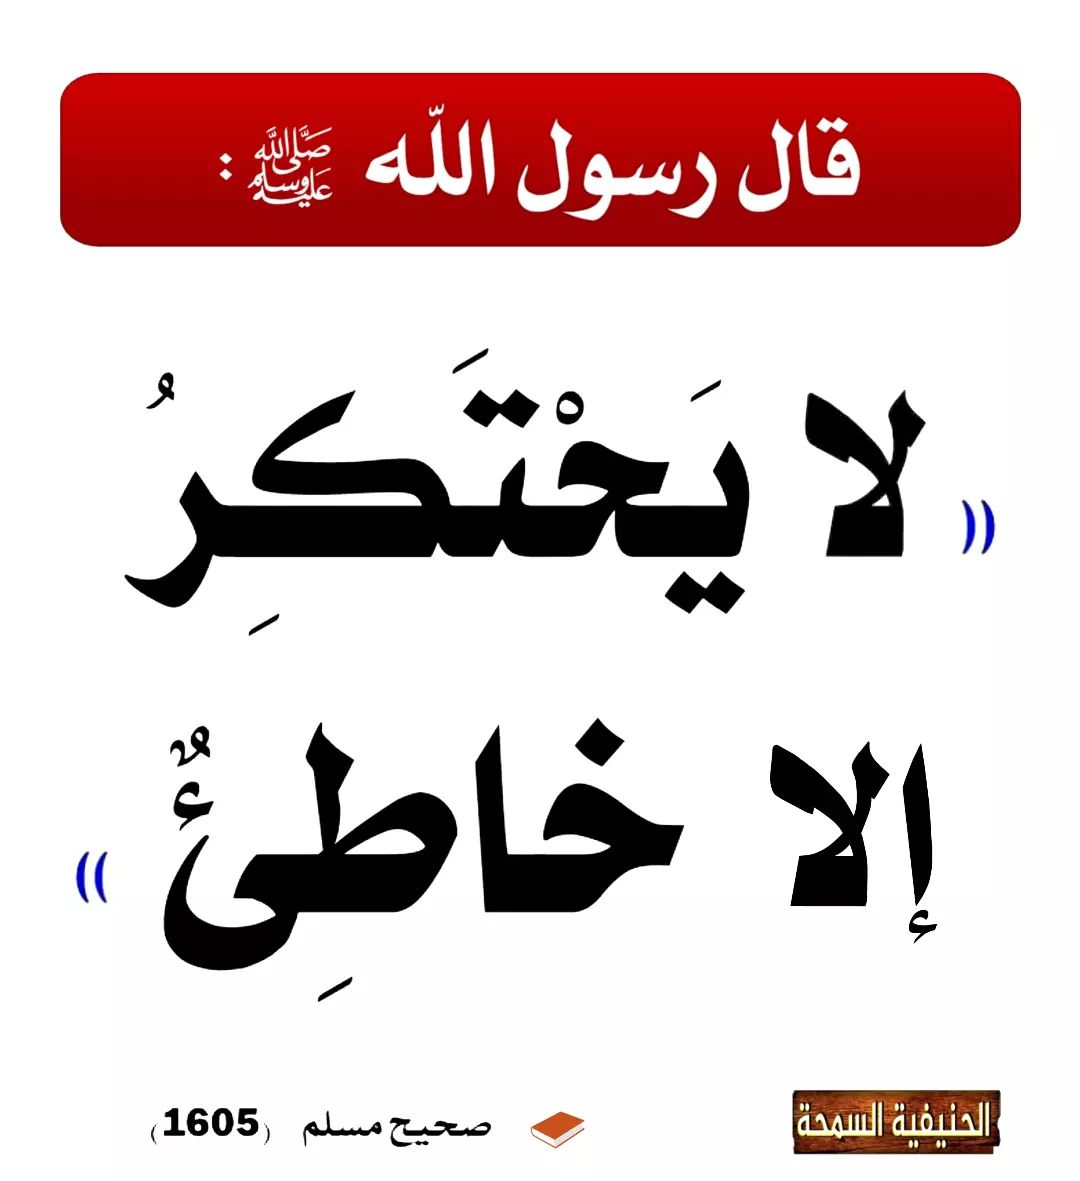 قال رسول الله ﷺ :
(( لا يَحْتَكِرُ
إلا خاطِئٌ ))
صحيح مسلم (1605)
الحنيفية السمحة